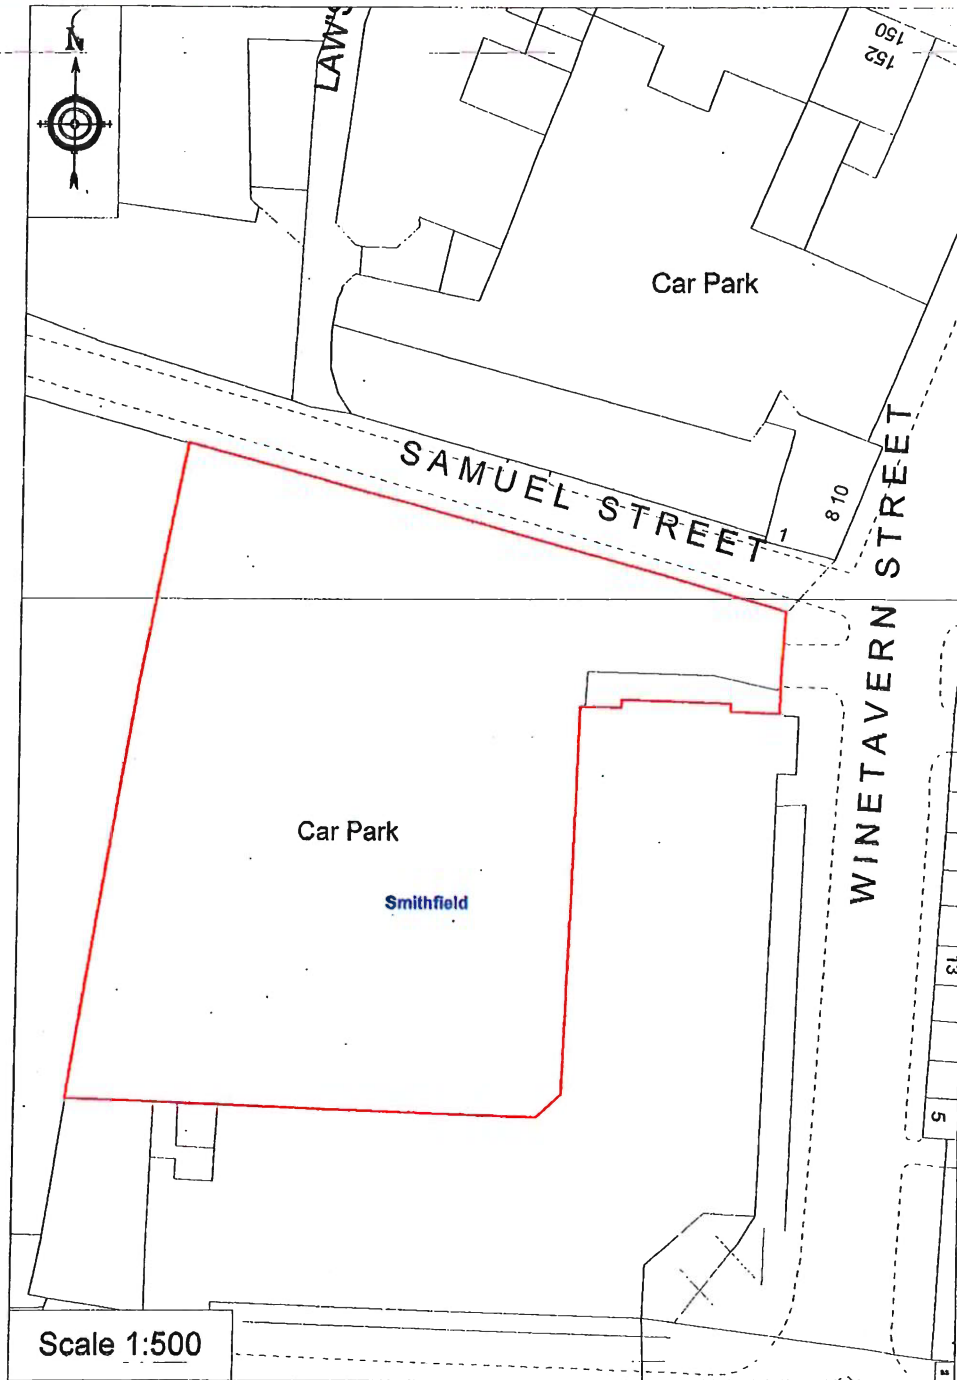 N
LAW'S
150
152
Car Park
SAMUEL STREET
1
8 10
WINETAVERN STREET
Car Park
Smithfield
13
5
Scale 1:500